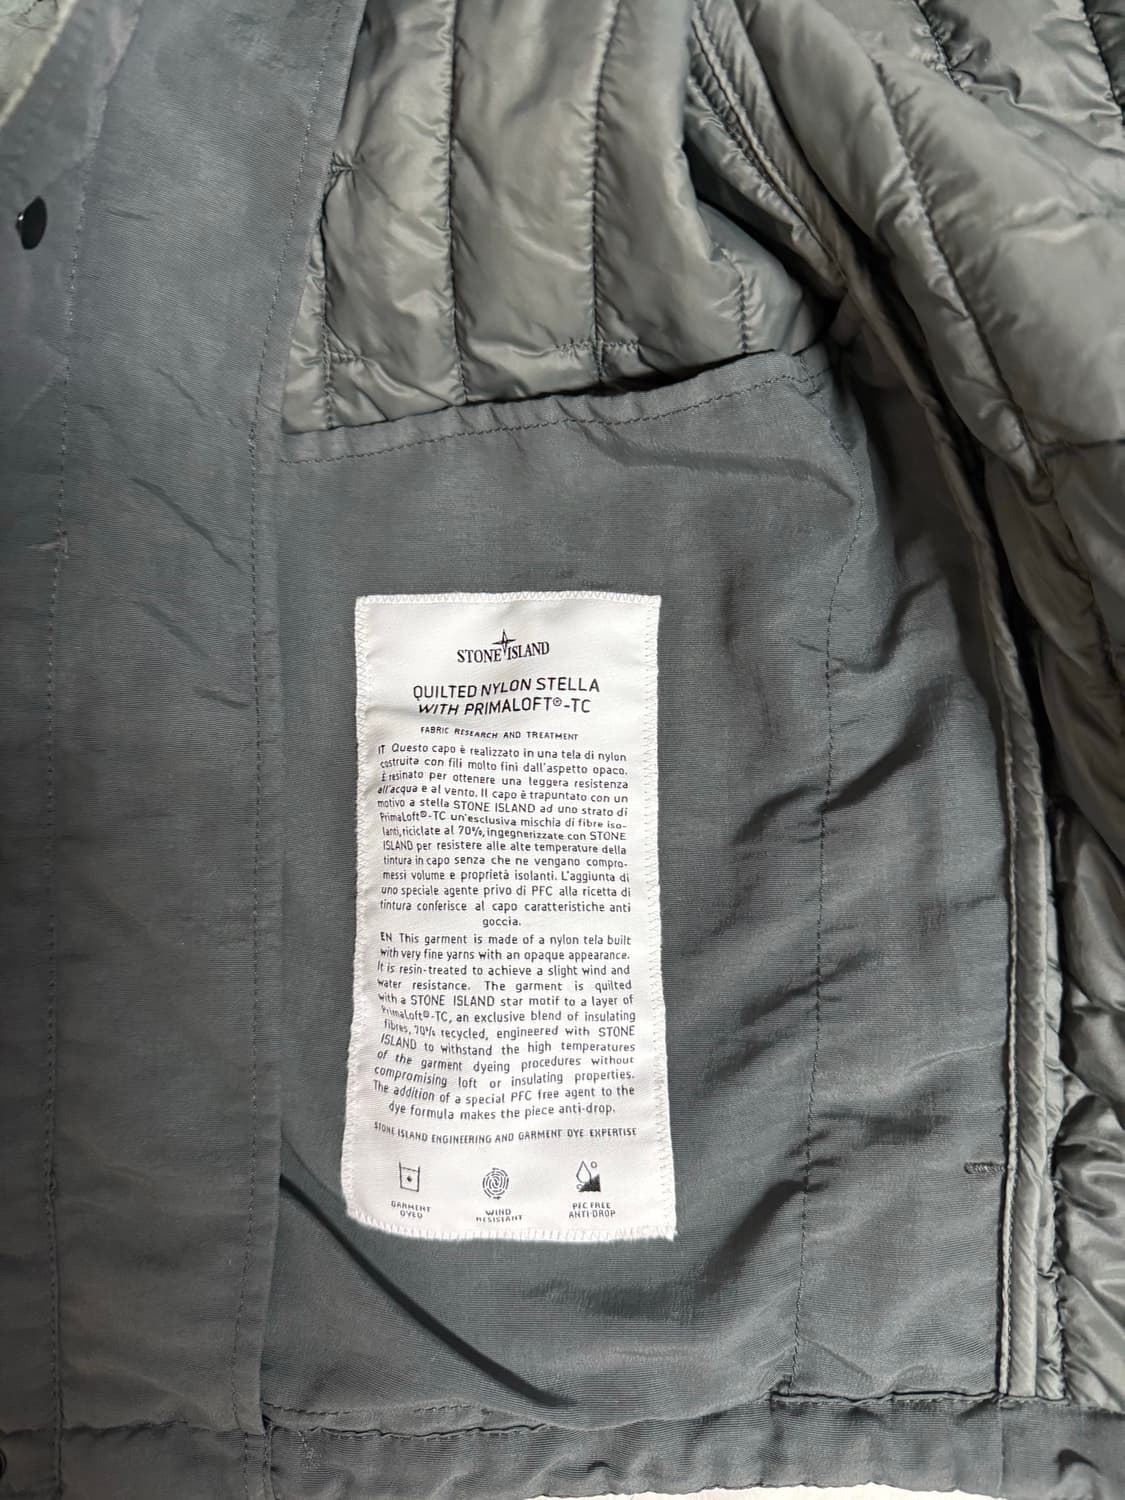 STONE ISLAND
QUILTED NYLON STELLA
WITH PRIMALOFT®-TC
FABRIC RESEARCH AND TREATMENT
IT Questo capo è realizzato in una tela di nylon
costruita con fili molto fini dall'aspetto opaco.
È resinato per ottenere una leggera resistenza
all'acqua e al vento. Il capo è trapuntato con un
motivo a stella STONE ISLAND ad uno strato di
PrimaLoft®-TC un'esclusiva mischia di fibre iso-
lanti, riciclate al 70%, ingegnerizzate con STONE
ISLAND per resistere alle alte temperature della
tintura in capo senza che ne vengano compro-
messi volume e proprietà isolanti. L'aggiunta di
uno speciale agente privo di PFC alla ricetta di
tintura conferisce al capo caratteristiche anti
goccia.
EN This garment is made of a nylon tela built
with very fine yarns with an opaque appearance.
It is resin-treated to achieve a slight wind and
water resistance. The garment is quilted
with a STONE ISLAND star motif to a layer of
PrimaLoft®-TC, an exclusive blend of insulating
fibres, 70% recycled, engineered with STONE
ISLAND to withstand the high temperatures
of the garment dyeing procedures without
compromising loft or insulating properties.
The addition of a special PFC free agent to the
dye formula makes the piece anti-drop.
STONE ISLAND ENGINEERING AND GARMENT DYE EXPERTISE
GARMENT
DYED
WIND
RESISTANT
PFC FREE
ANTI-DROP